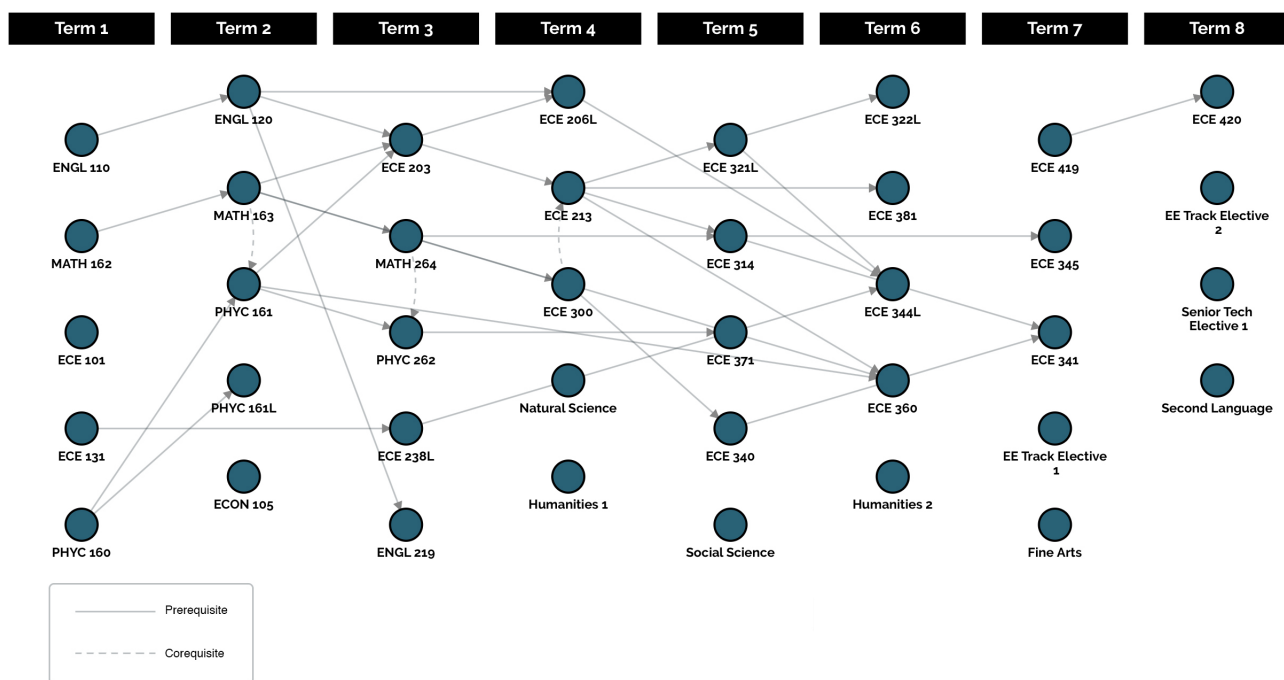 Term 1
Term 2
Term 3
Term 4
Term 5
Term 6
Term 7
Term 8
ENGL 110
MATH 162
ECE 101
ECE 131
PHYC 160
ENGL 120
MATH 163
PHYC 161
PHYC 161L
ECON 105
ECE 203
MATH 264
PHYC 262
ECE 238L
ENGL 219
ECE 206L
ECE 213
ECE 300
Natural Science
Humanities 1
ECE 321L
ECE 314
ECE 371
ECE 340
Social Science
ECE 322L
ECE 381
ECE 344L
ECE 360
Humanities 2
ECE 419
ECE 345
ECE 341
EE Track Elective
1
Fine Arts
ECE 420
EE Track Elective
2
Senior Tech
Elective 1
Second Language
Prerequisite
Corequisite